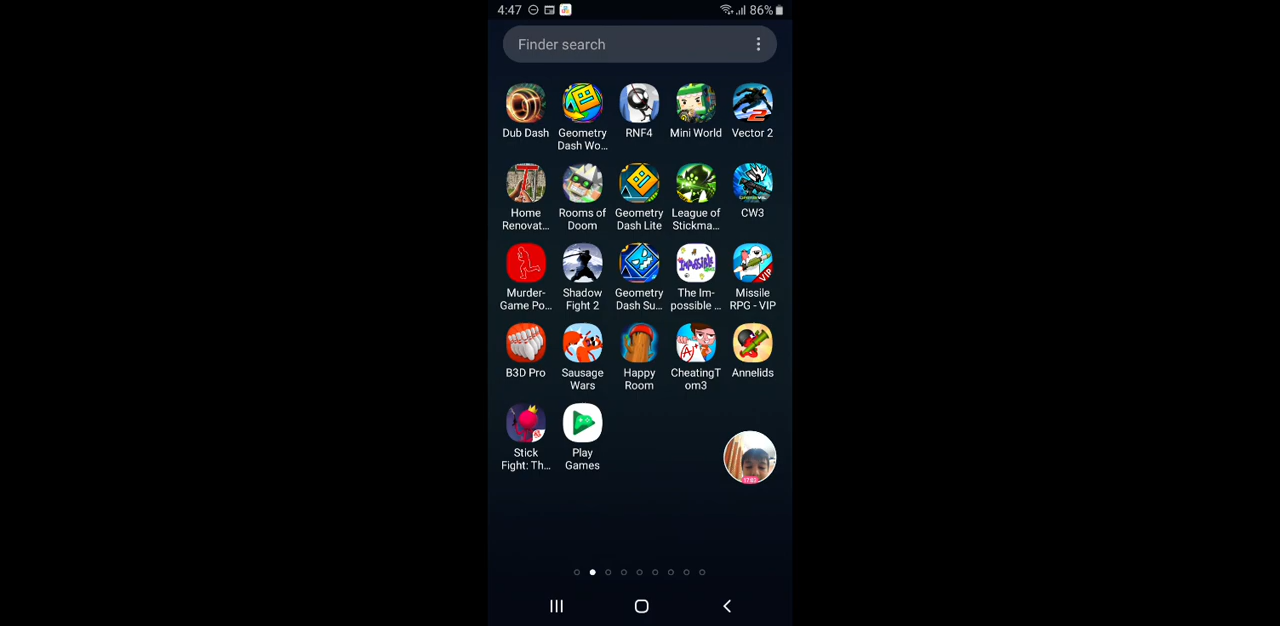 4:47
86%
Finder search
Dub Dash
Geometry
Dash Wo...
RNF4
Mini World
Vector 2
Home
Renovat...
Rooms of
Doom
Geometry
Dash Lite
League of
Stickma...
CW3
Murder-
Game Po...
Shadow
Fight 2
Geometry
Dash Su...
The Im-
possible ...
Missile
RPG - VIP
B3D Pro
Sausage
Wars
Happy
Room
CheatingT
om3
Annelids
Stick
Fight: Th...
Play
Games